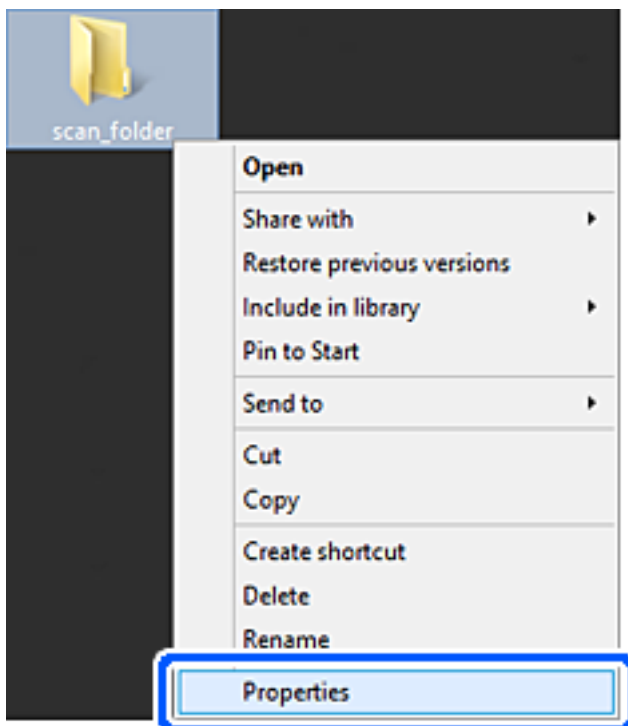 scan_folder
Open
Share with
Restore previous versions
Include in library
Pin to Start
Send to
Cut
Copy
Create shortcut
Delete
Rename
Properties